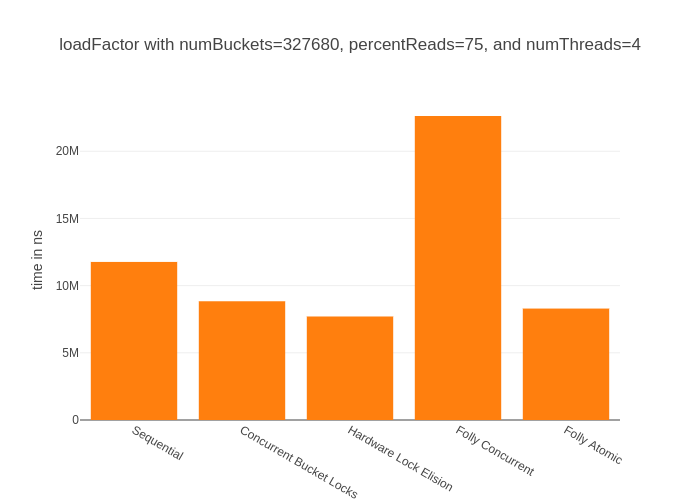 loadFactor with numBuckets=327680, percentReads=75, and numThreads=4
time in ns
20M
15M
10M
5M
0
Sequential
Concurrent Bucket Locks
Hardware Lock Elision
Folly Concurrent
Folly Atomic